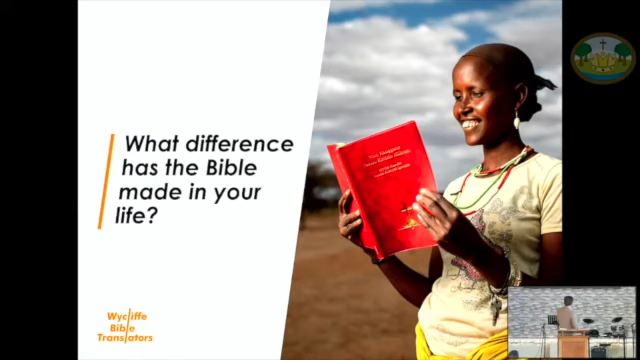 What difference
has the Bible
made in your
life?
Wycliffe
Bible
Translators